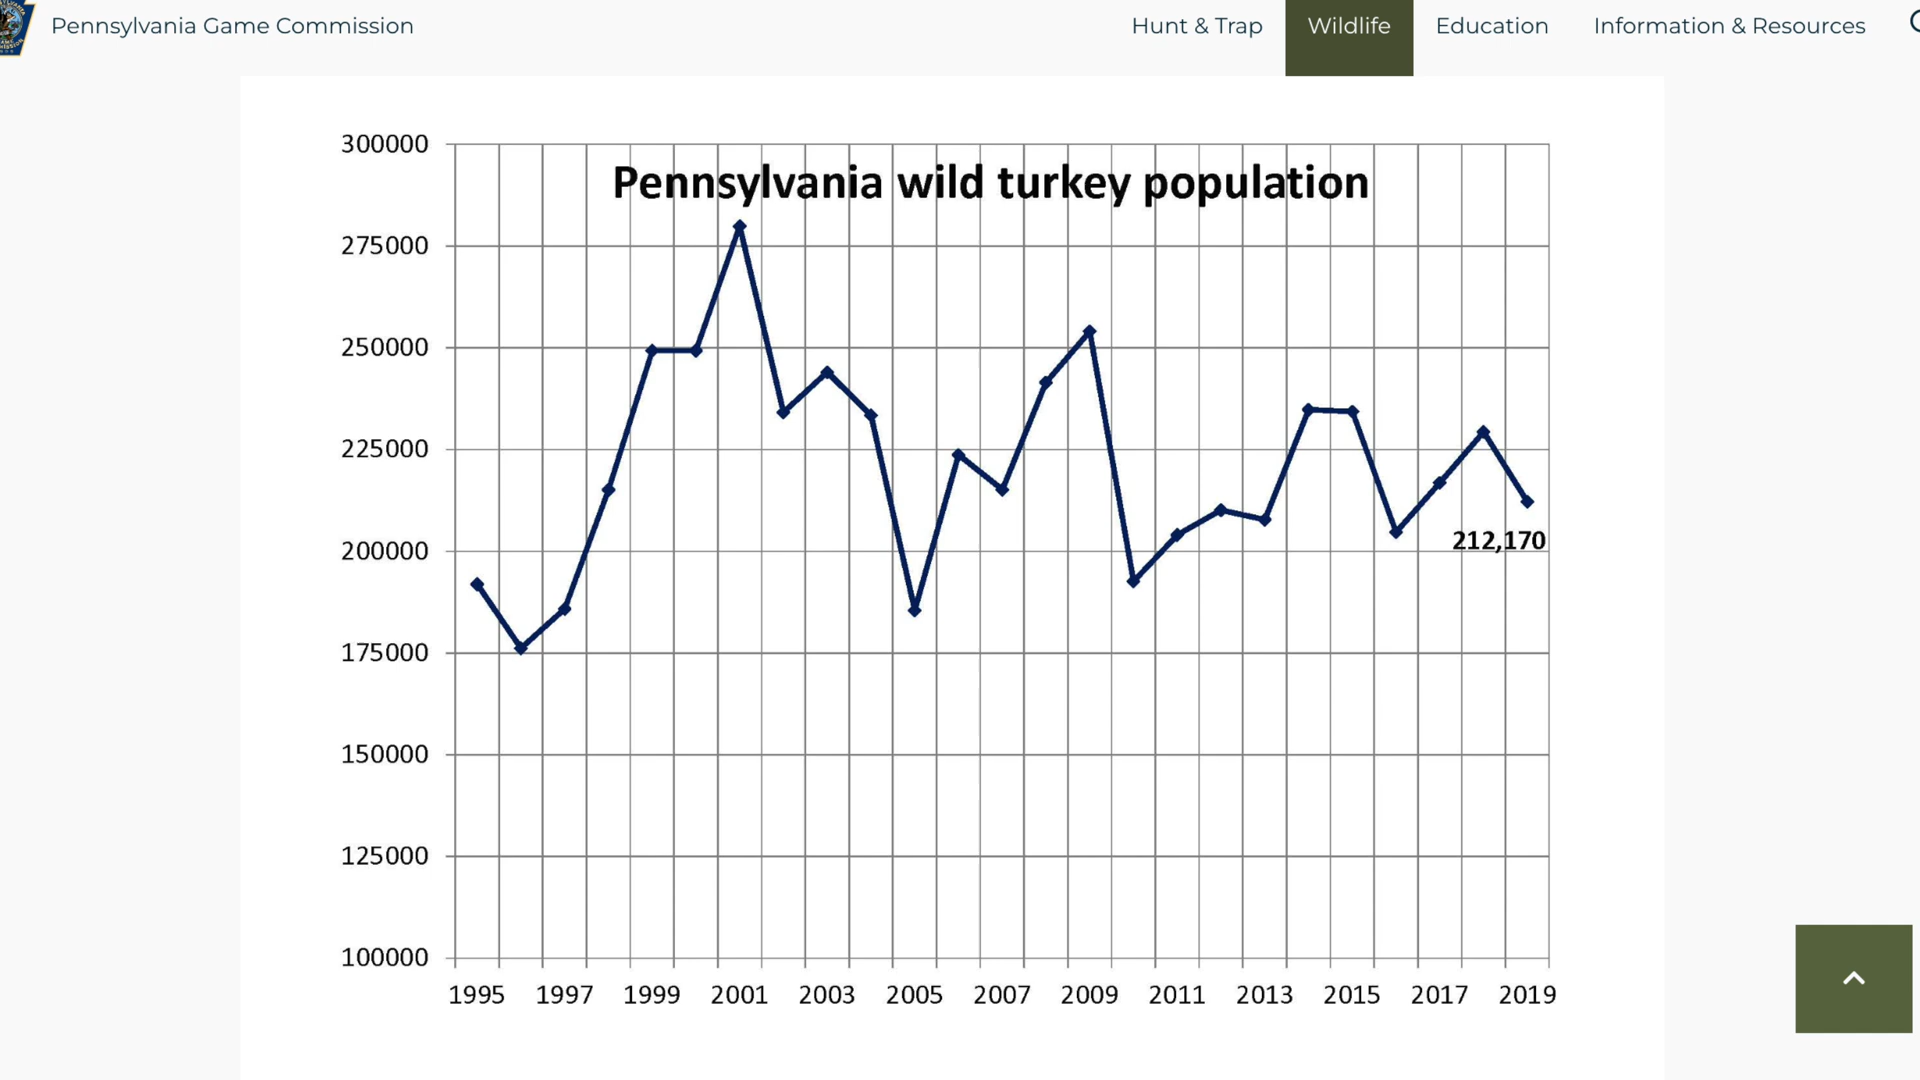 Pennsylvania Game Commission
Hunt & Trap
Wildlife
Education
Information & Resources
Pennsylvania wild turkey population
300000
275000
250000
225000
200000
175000
150000
125000
100000
212,170
1995 1997 1999 2001 2003 2005 2007 2009 2011 2013 2015 2017 2019